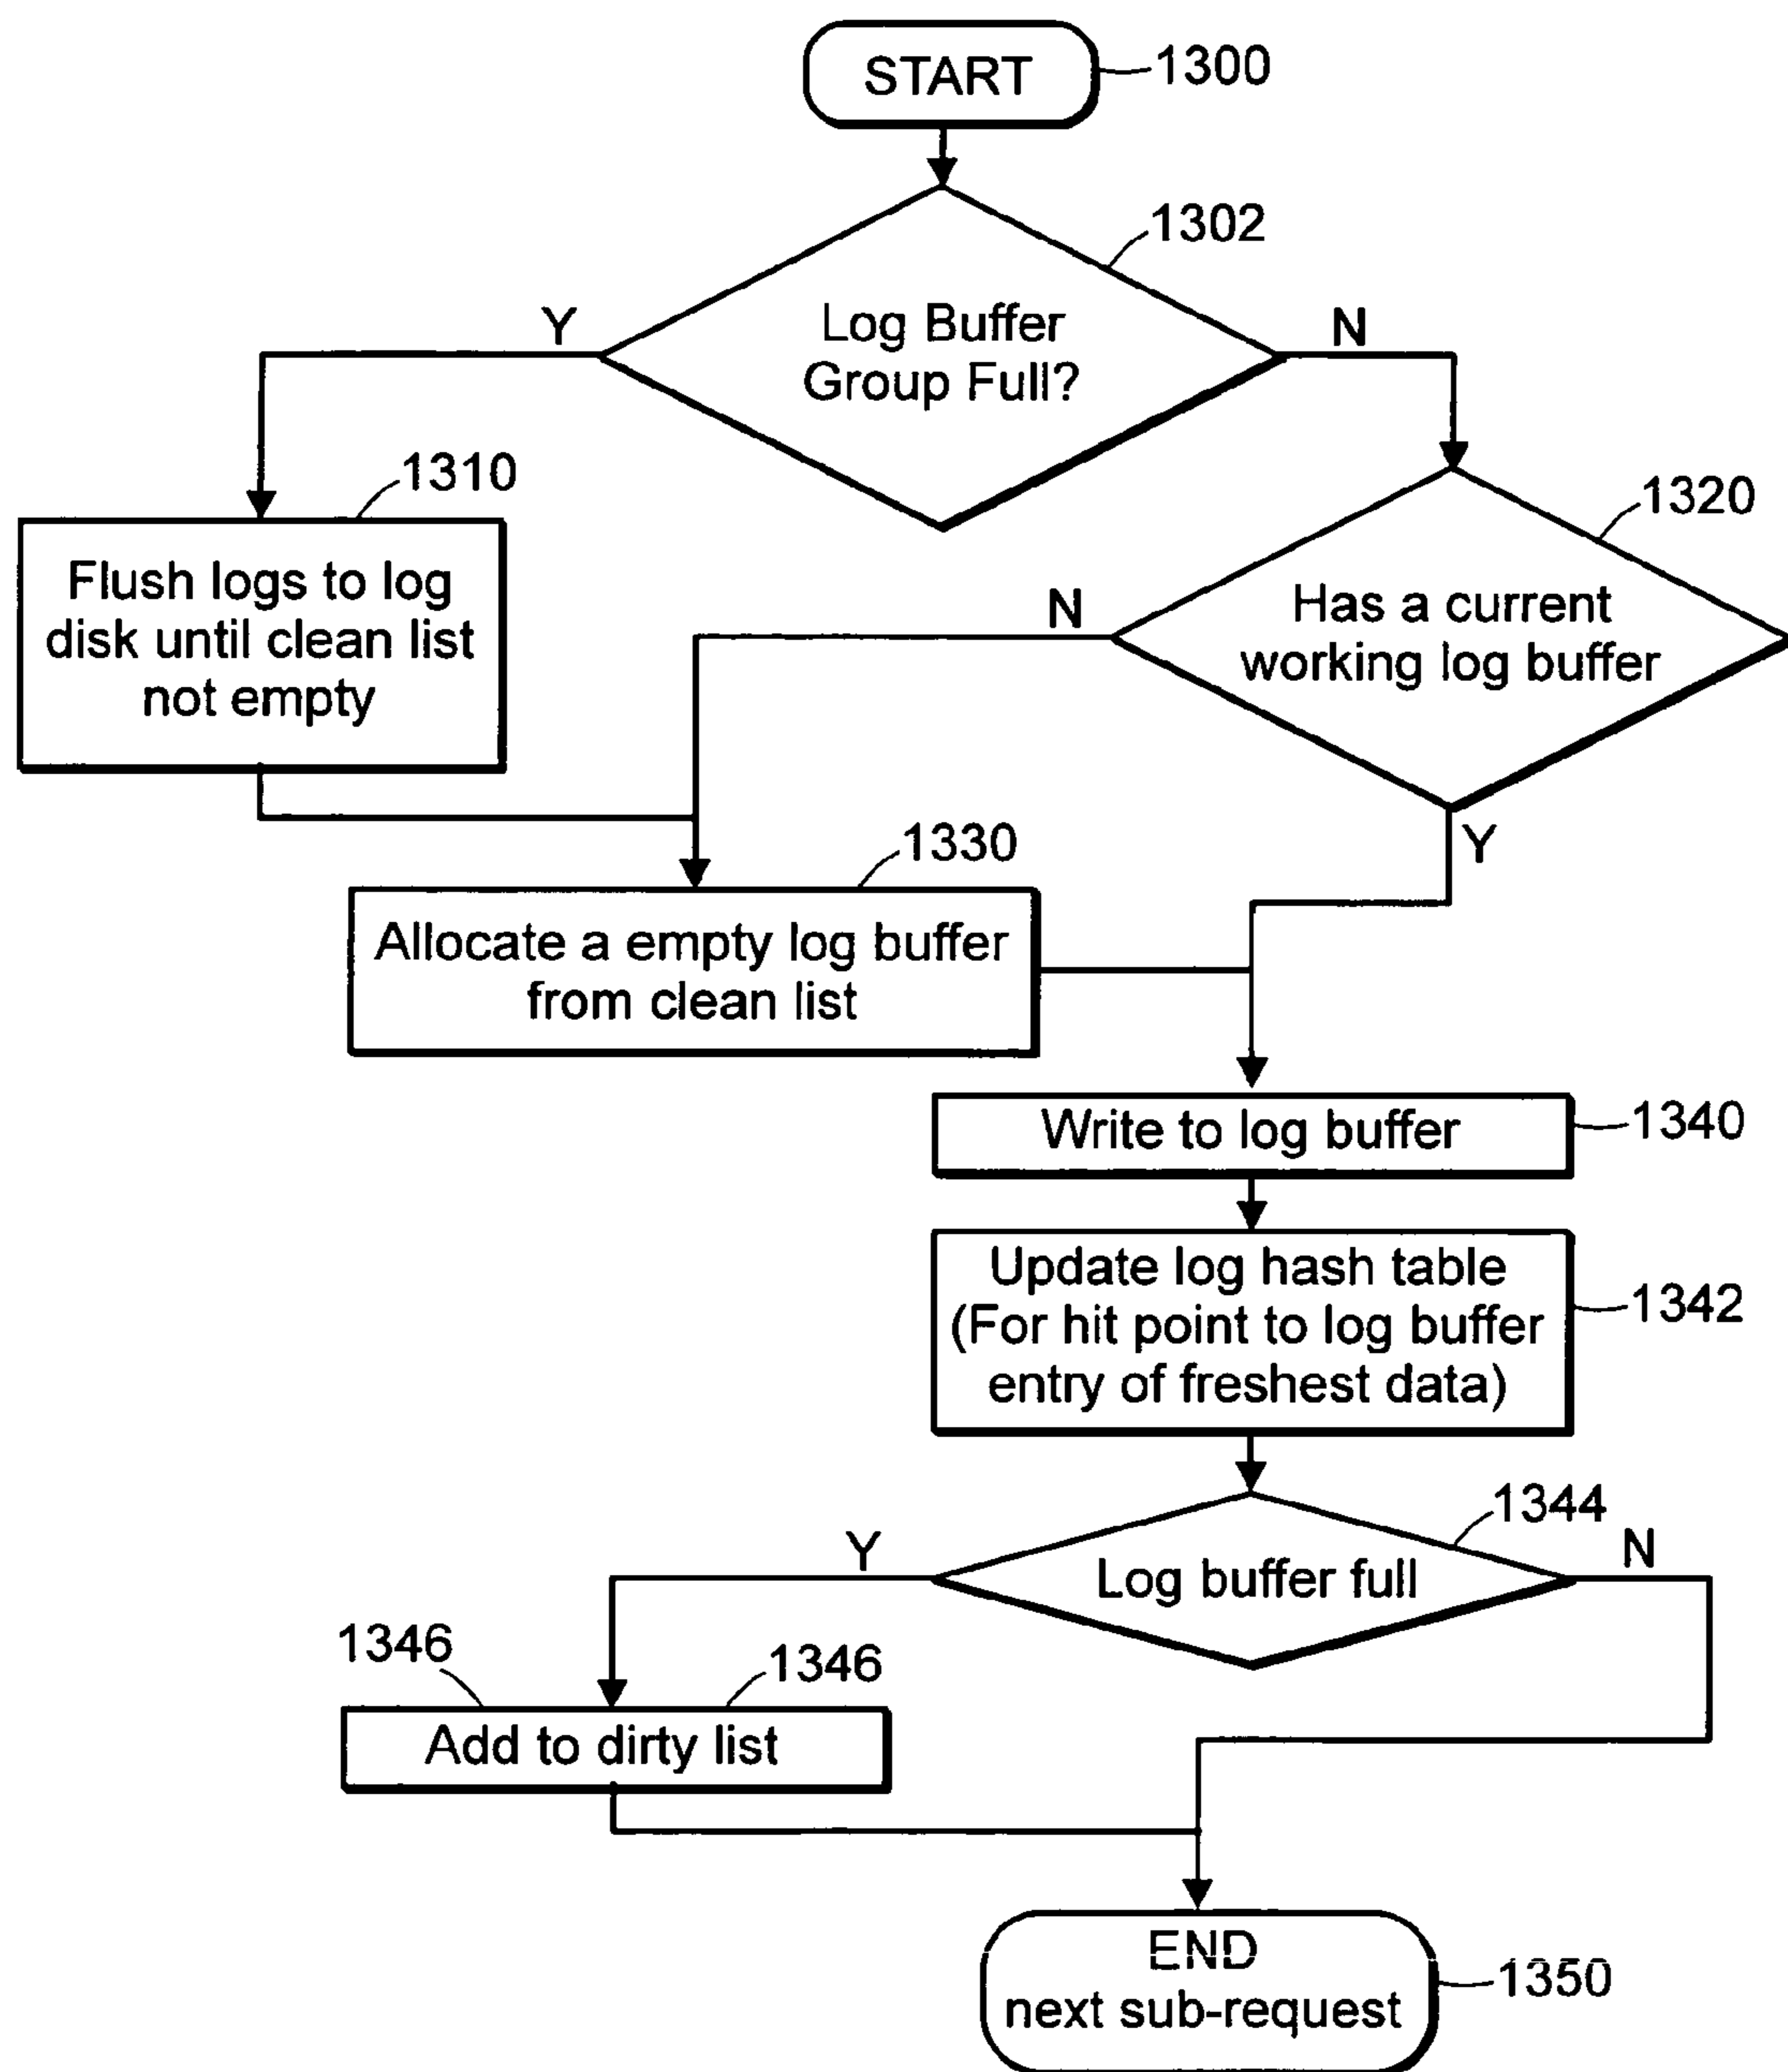 START
1300
1302
Log Buffer
Group Full?
Y
N
1310
Flush logs to log
disk until clean list
not empty
1320
Has a current
working log buffer
N
Y
1330
Allocate a empty log buffer
from clean list
Write to log buffer
1340
Update log hash table
(For hit point to log buffer
entry of freshest data)
1342
1344
Log buffer full
Y
N
1346
1346
Add to dirty list
END
next sub-request
1350